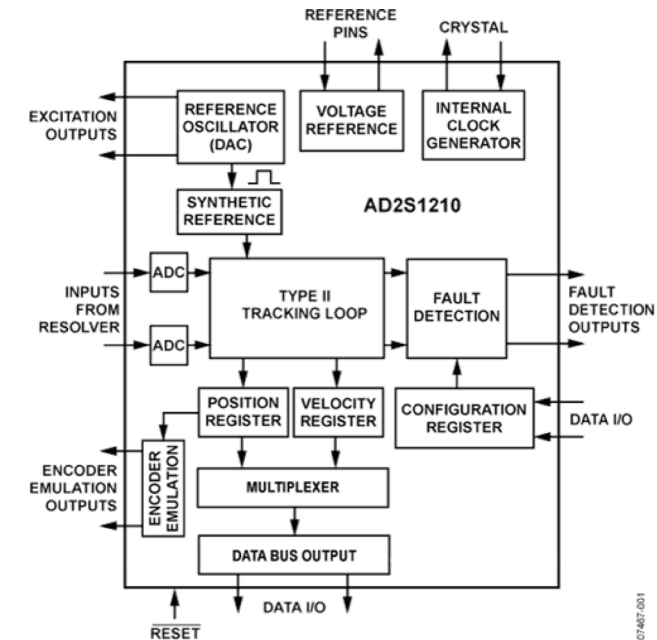 REFERENCE
PINS
CRYSTAL
EXCITATION
OUTPUTS
REFERENCE
OSCILLATOR
(DAC)
VOLTAGE
REFERENCE
INTERNAL
CLOCK
GENERATOR
SYNTHETIC
REFERENCE
AD2S1210
INPUTS
FROM
RESOLVER
ADC
ADC
TYPE II
TRACKING LOOP
FAULT
DETECTION
FAULT
DETECTION
OUTPUTS
POSITION
REGISTER
VELOCITY
REGISTER
CONFIGURATION
REGISTER
DATA I/O
ENCODER
EMULATION
OUTPUTS
ENCODER
EMULATION
MULTIPLEXER
DATA BUS OUTPUT
DATA I/O
RESET
07467-001